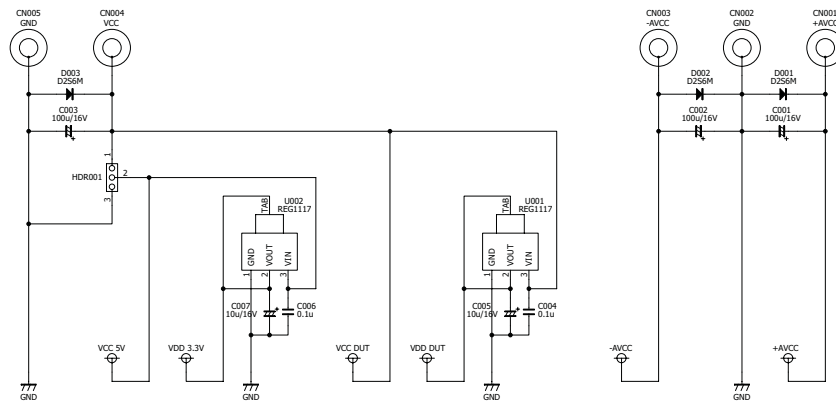 CN005
GND
CN004
VCC
CN003
-AVCC
CN002
GND
CN001
+AVCC
D003
D2S6M
D002
D2S6M
D001
D2S6M
C003
100u/16V
+
C002
100u/16V
+
C001
100u/16V
+
1
HDR001
2
3
U002
REG1117
TAB
GND
VOUT
VIN
1
2
3
U001
REG1117
TAB
GND
VOUT
VIN
1
2
3
C007
10u/16V
+
C006
0.1u
C005
10u/16V
+
C004
0.1u
VCC 5V
VDD 3.3V
VCC DUT
VDD DUT
-AVCC
+AVCC
GND
GND
GND
GND